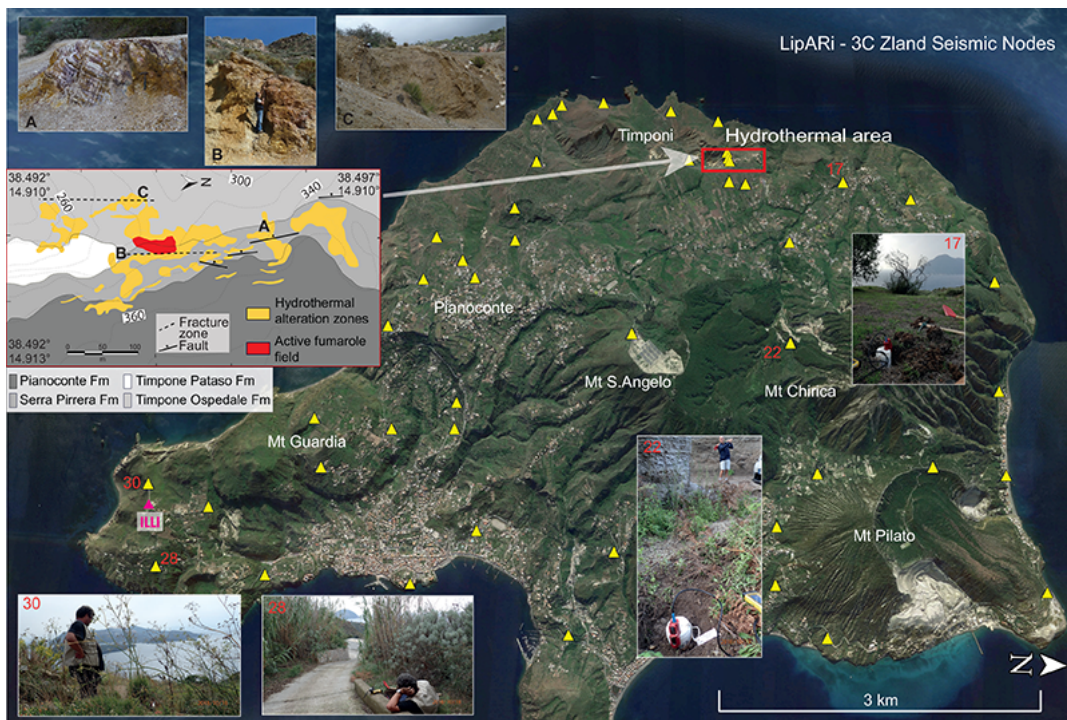 LipARi - 3C Zland Seismic Nodes
A
B
C
Timponi
Hydrothermal area
17
38.492°
14.910°
N
300
340
38.497°
14.910°
260
C
A
B
360
Hydrothermal
alteration zones
Fracture
zone
Fault
Active fumarole
field
38.492°
14.913°
0
50
100
m
Pianoconte Fm
Timpone Pataso Fm
Serra Pirrera Fm
Timpone Ospedale Fm
17
Pianoconte
22
Mt S.Angelo
Mt Chirica
Mt Guardia
22
30
ILLI
Mt Pilato
28
30
28
N
3 km